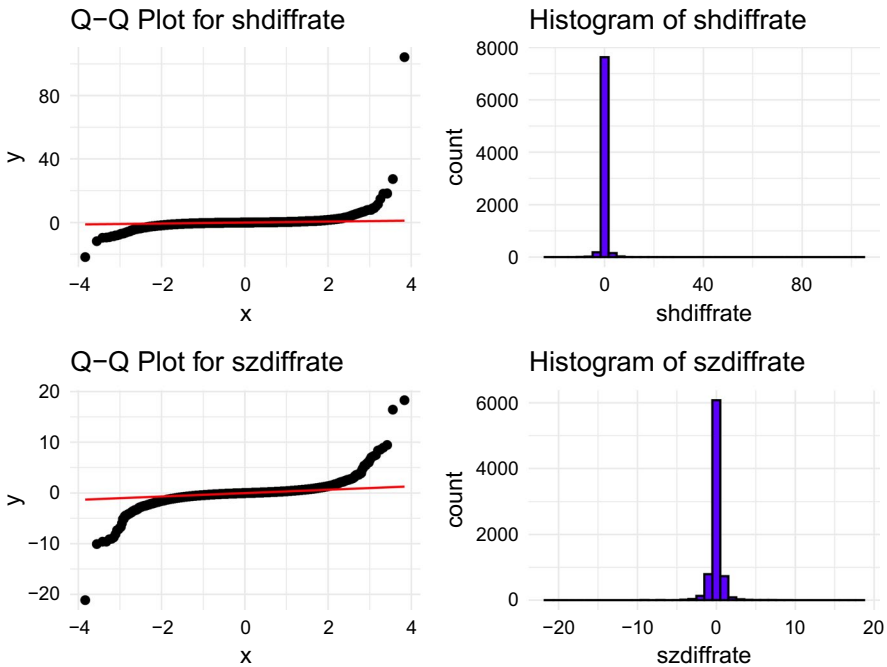 Q−Q Plot for shdiffrate
y
80
40
0
−4 −2 0 2 4
x
Histogram of shdiffrate
count
8000
6000
4000
2000
0
0 40 80
shdiffrate
Q−Q Plot for szdiffrate
y
20
10
0
−10
−20
−4 −2 0 2 4
x
Histogram of szdiffrate
count
6000
4000
2000
0
−20 −10 0 10 20
szdiffrate